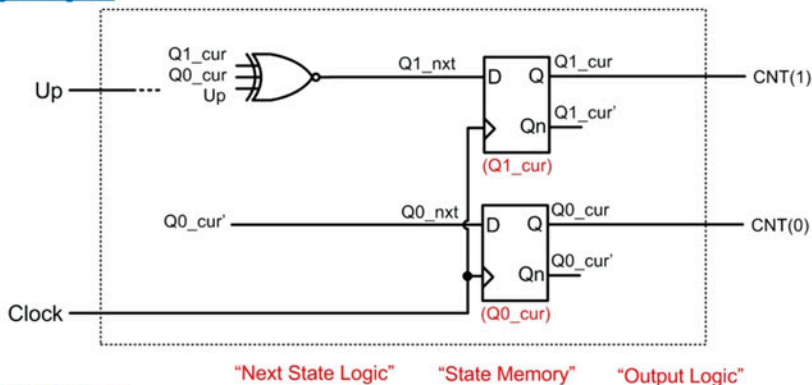 Up
Q1_cur
Q0_cur
Up
Q1_nxt
D
Q
Qn
Q1_cur
Q1_cur'
(Q1_cur)
CNT(1)
Q0_cur'
Q0_nxt
D
Q
Qn
Q0_cur
Q0_cur'
(Q0_cur)
CNT(0)
Clock
"Next State Logic" "State Memory" "Output Logic"